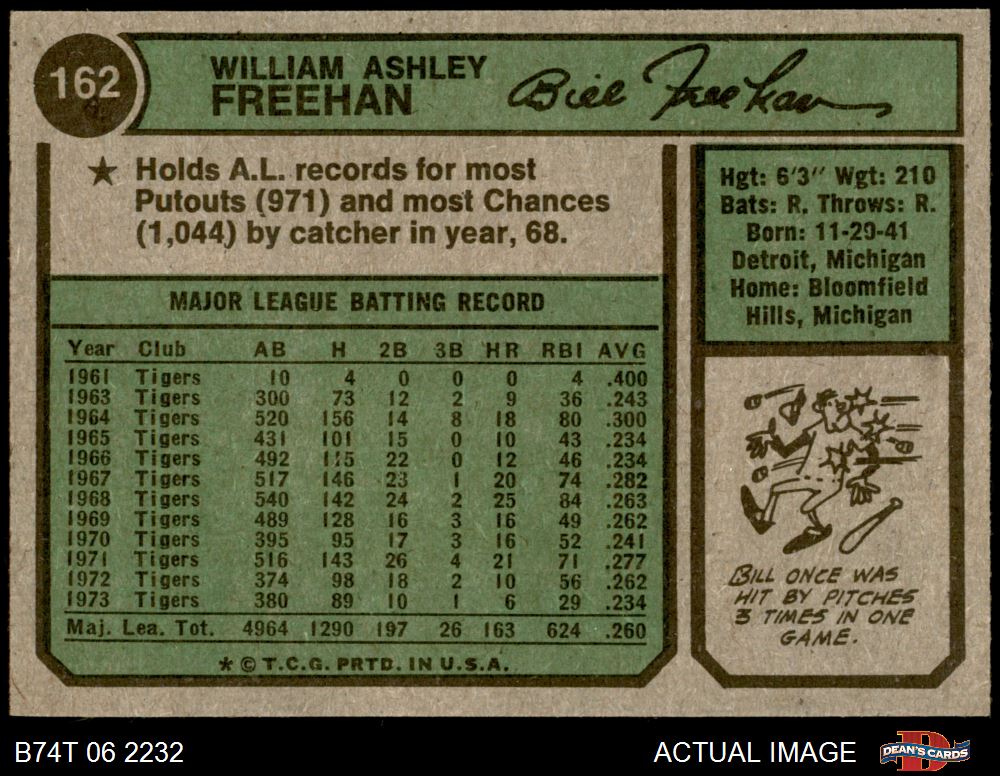 162
WILLIAM ASHLEY
FREEHAN
Bill Freehan
★ Holds A.L. records for most
Putouts (971) and most Chances
(1,044) by catcher in year, 68.
Hgt: 6'3" Wgt: 210
Bats: R. Throws: R.
Born: 11-29-41
Detroit, Michigan
Home: Bloomfield
Hills, Michigan
MAJOR LEAGUE BATTING RECORD
Year Club AB H 2B 3B HR RBI AVG
1961 Tigers 10 4 0 0 0 4 .400
1963 Tigers 300 73 12 2 9 36 .243
1964 Tigers 520 156 14 8 18 80 .300
1965 Tigers 431 101 15 0 10 43 .234
1966 Tigers 492 115 22 0 12 46 .234
1967 Tigers 517 146 23 1 20 74 .282
1968 Tigers 540 142 24 2 25 84 .263
1969 Tigers 489 128 16 3 16 49 .262
1970 Tigers 395 95 17 3 16 52 .241
1971 Tigers 516 143 26 4 21 71 .277
1972 Tigers 374 98 18 2 10 56 .262
1973 Tigers 380 89 10 1 6 29 .234
Maj. Lea. Tot. 4964 1290 197 26 163 624 .260
* © T.C.G. PRTD. IN U.S.A.
BILL ONCE WAS
HIT BY PITCHES
3 TIMES IN ONE
GAME.
B74T 06 2232
ACTUAL IMAGE
D
DEAN'S CARDS